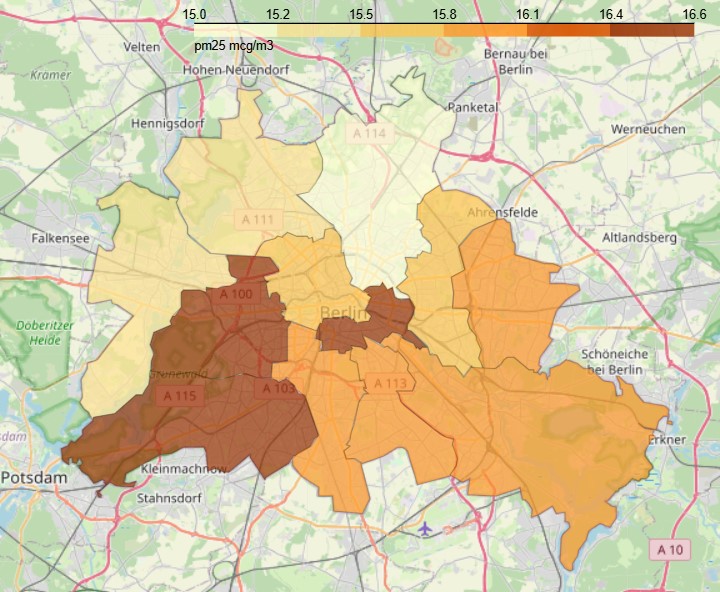 15.0 15.2 15.5 15.8 16.1 16.4 16.6
pm25 mcg/m3
Velten
Hohen Neuendorf
Bernau bei
Berlin
Krämer
Panketal
Hennigsdorf
A 114
Werneuchen
Ahrensfelde
A 111
Falkensee
Altlandsberg
A 100
Berlin
Döberitzer
Heide
Schöneiche
bei Berlin
Grunewald
A 103
A 113
A 115
sdam
Erkner
Kleinmachnow
Potsdam
Stahnsdorf
A 10